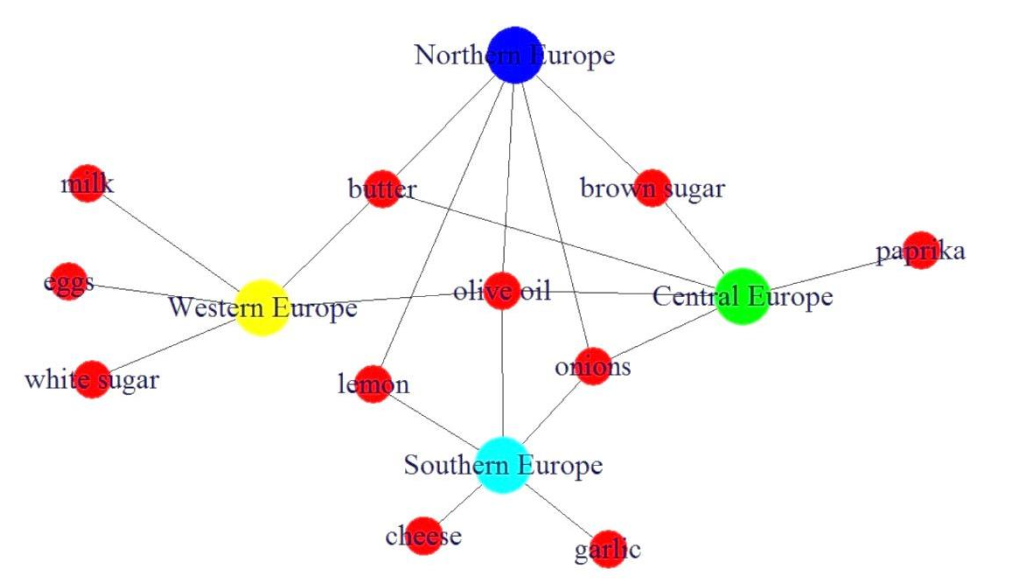 Northern Europe
milk
butter
brown sugar
paprika
eggs
Western Europe
olive oil
Central Europe
white sugar
lemon
onions
Southern Europe
cheese
garlic